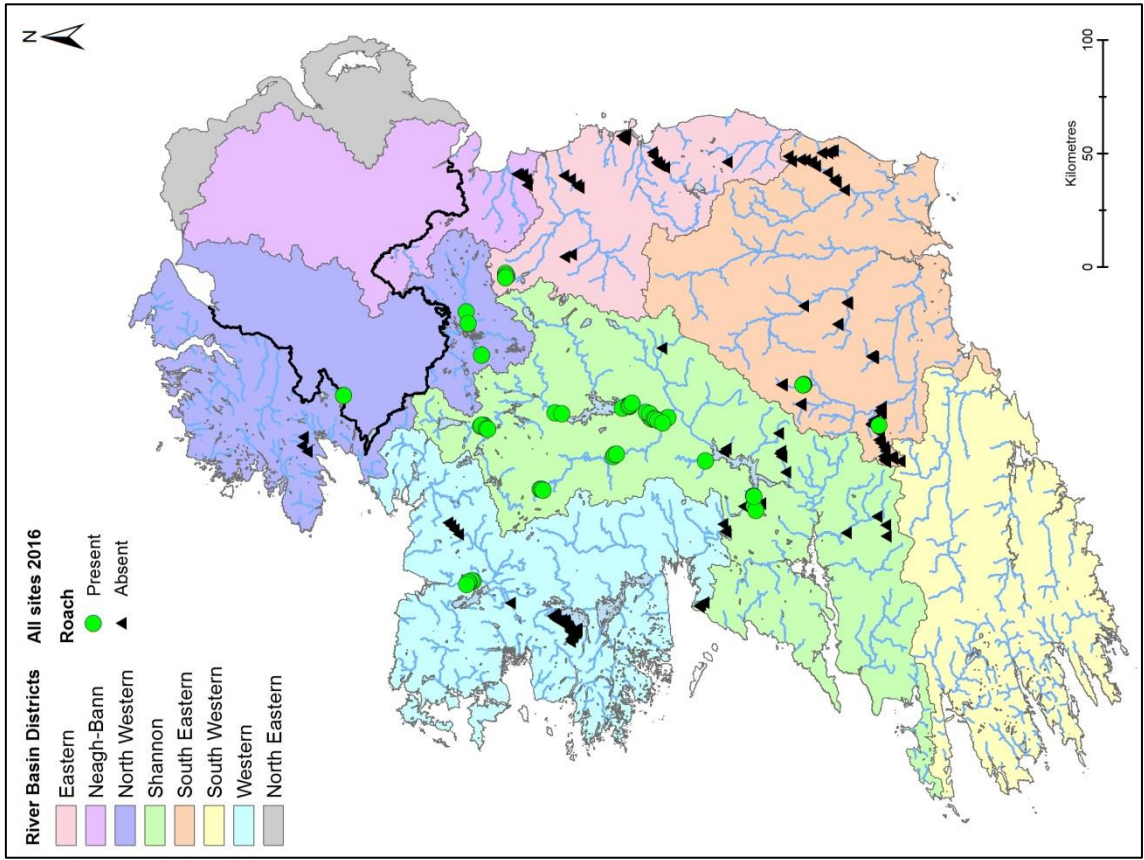 River Basin Districts
Eastern
Neagh-Bann
North Western
Shannon
South Eastern
South Western
Western
North Eastern
All sites 2016
Roach
Present
Absent
N
0 50 100
Kilometres